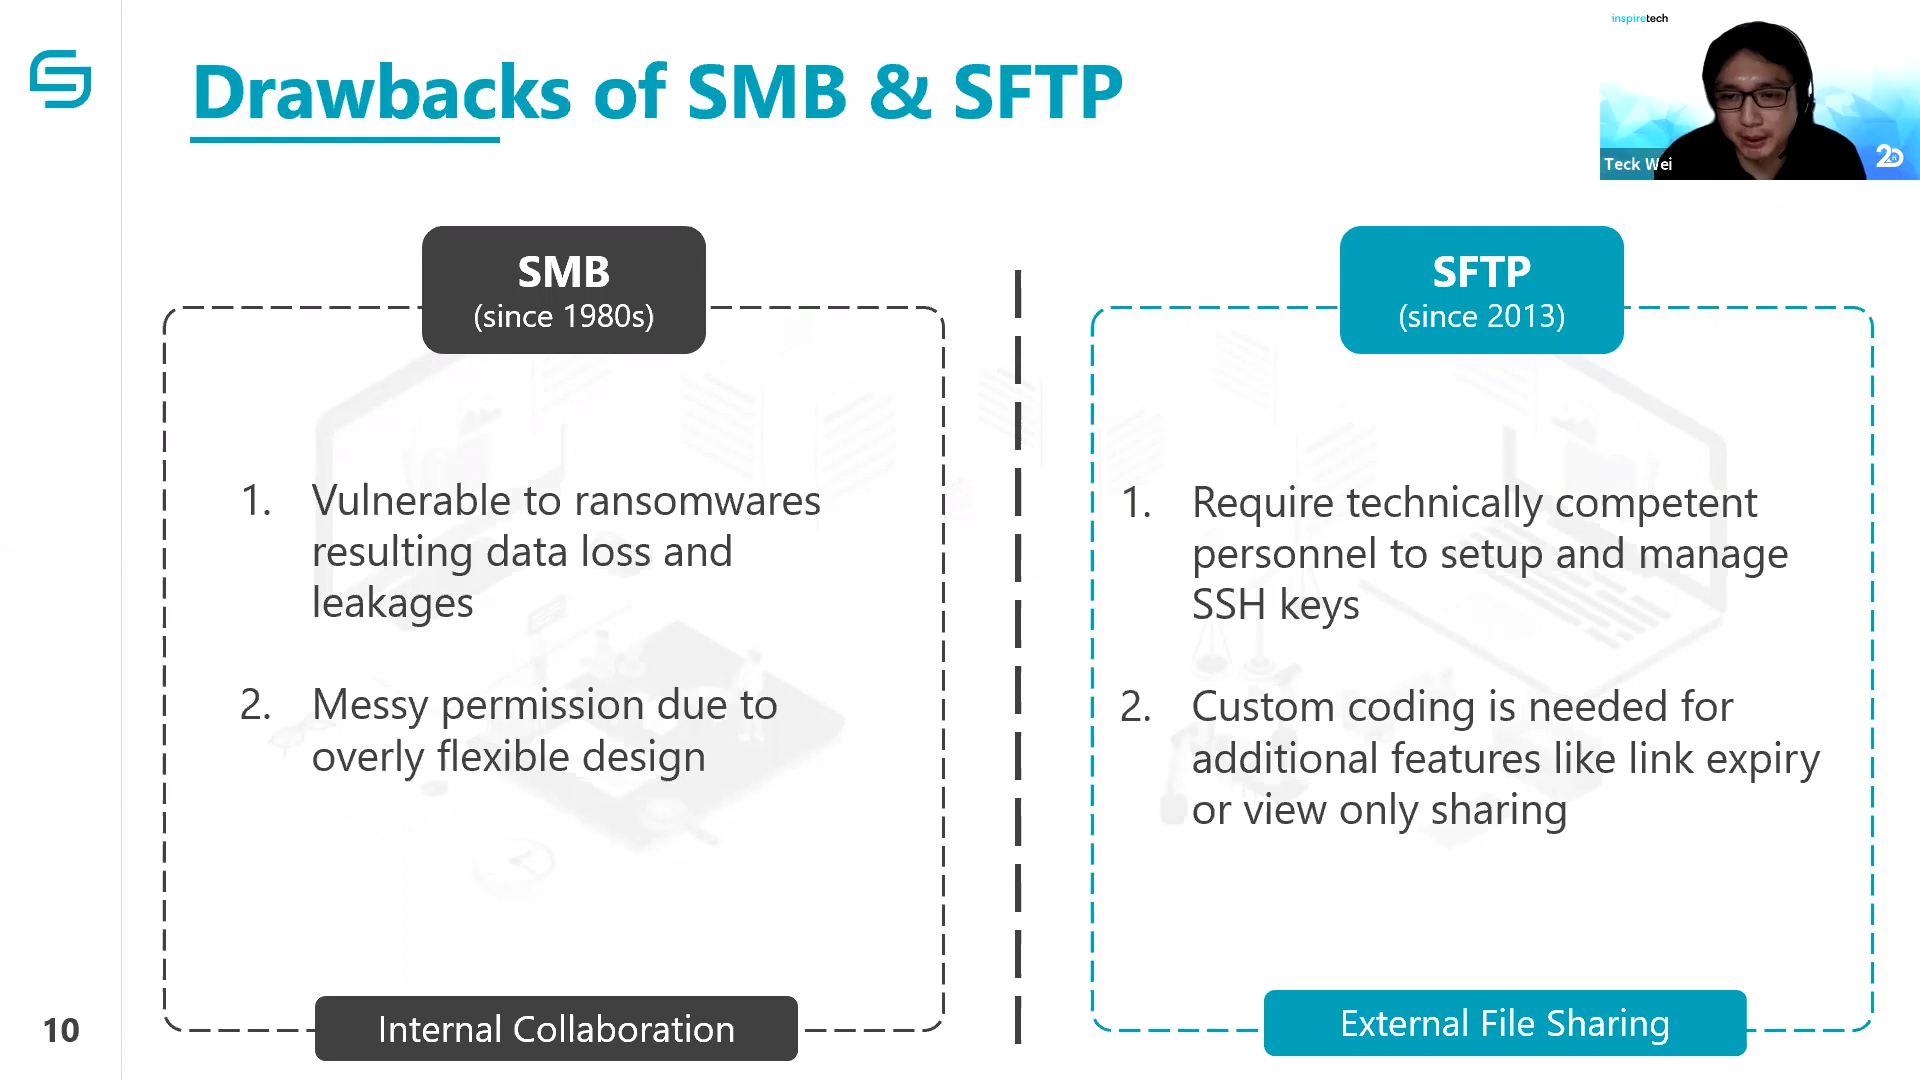 inspiretech
Drawbacks of SMB & SFTP
Teck Wei
SMB
(since 1980s)
1. Vulnerable to ransomwares
resulting data loss and
leakages
2. Messy permission due to
overly flexible design
Internal Collaboration
SFTP
(since 2013)
1. Require technically competent
personnel to setup and manage
SSH keys
2. Custom coding is needed for
additional features like link expiry
or view only sharing
External File Sharing
10